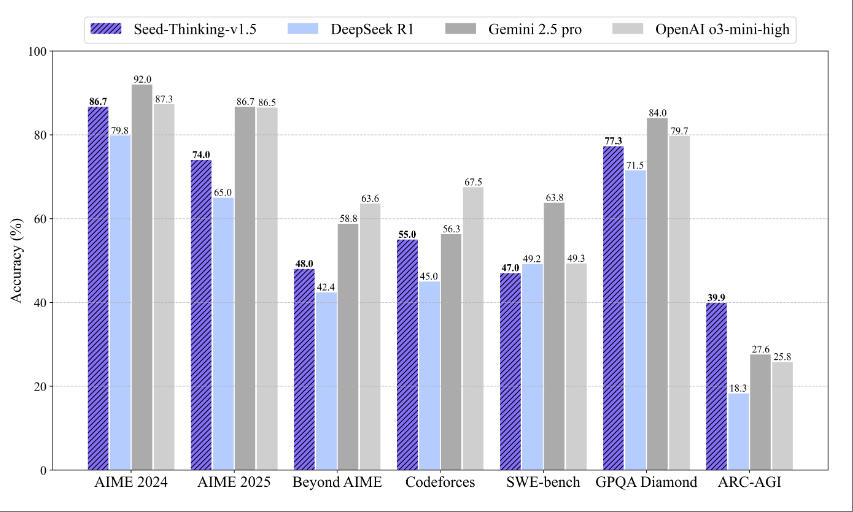 Seed-Thinking-v1.5 DeepSeek R1 Gemini 2.5 pro OpenAI o3-mini-high
Accuracy (%)
100
80
60
40
20
0
86.7 79.8 92.0 87.3
74.0 65.0 86.7 86.5
48.0 42.4 58.8 63.6
55.0 45.0 56.3 67.5
47.0 49.2 63.8 49.3
77.3 71.5 84.0 79.7
39.9 18.3 27.6 25.8
AIME 2024 AIME 2025 Beyond AIME Codeforces SWE-bench GPQA Diamond ARC-AGI